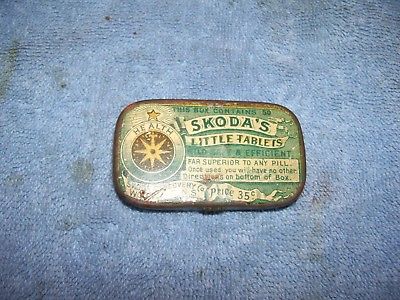 THIS BOX CONTAINS 50
HEALTH
SKODA'S
LITTLE TABLETS
& EFFICIENT.
FAR SUPERIOR TO ANY PILL.
Once used you will have no other.
Directions on bottom of Box.
Price 35¢